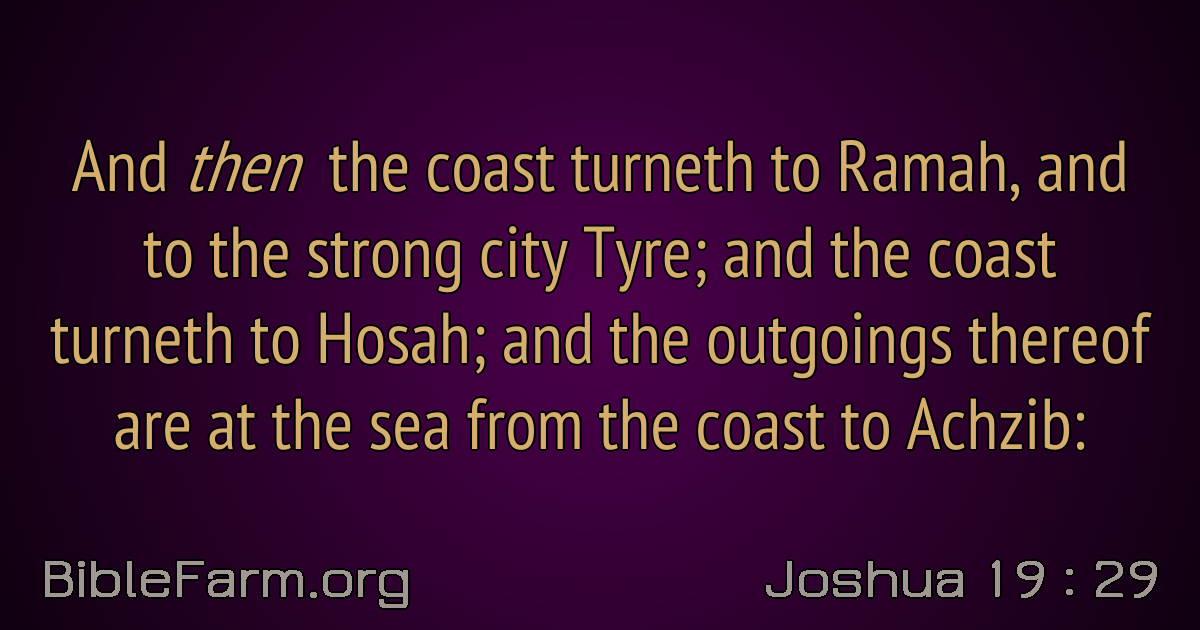 And then the coast turneth to Ramah, and
to the strong city Tyre; and the coast
turneth to Hosah; and the outgoings thereof
are at the sea from the coast to Achzib:
BibleFarm.org
Joshua 19 : 29